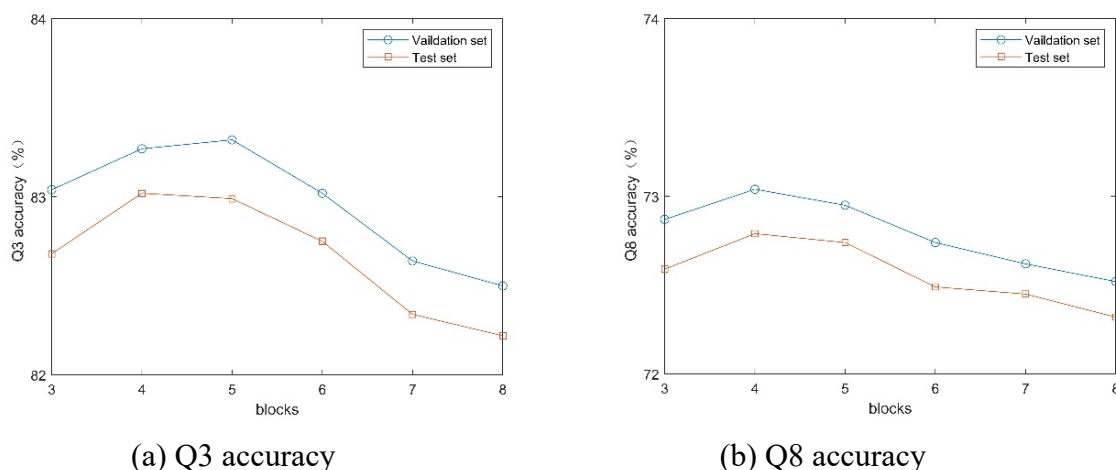 84
Vaildation set
Test set
83
82
Q3 accuracy（%）
3 4 5 6 7 8
blocks
(a) Q3 accuracy
74
Vaildation set
Test set
73
72
Q8 accuracy（%）
3 4 5 6 7 8
blocks
(b) Q8 accuracy